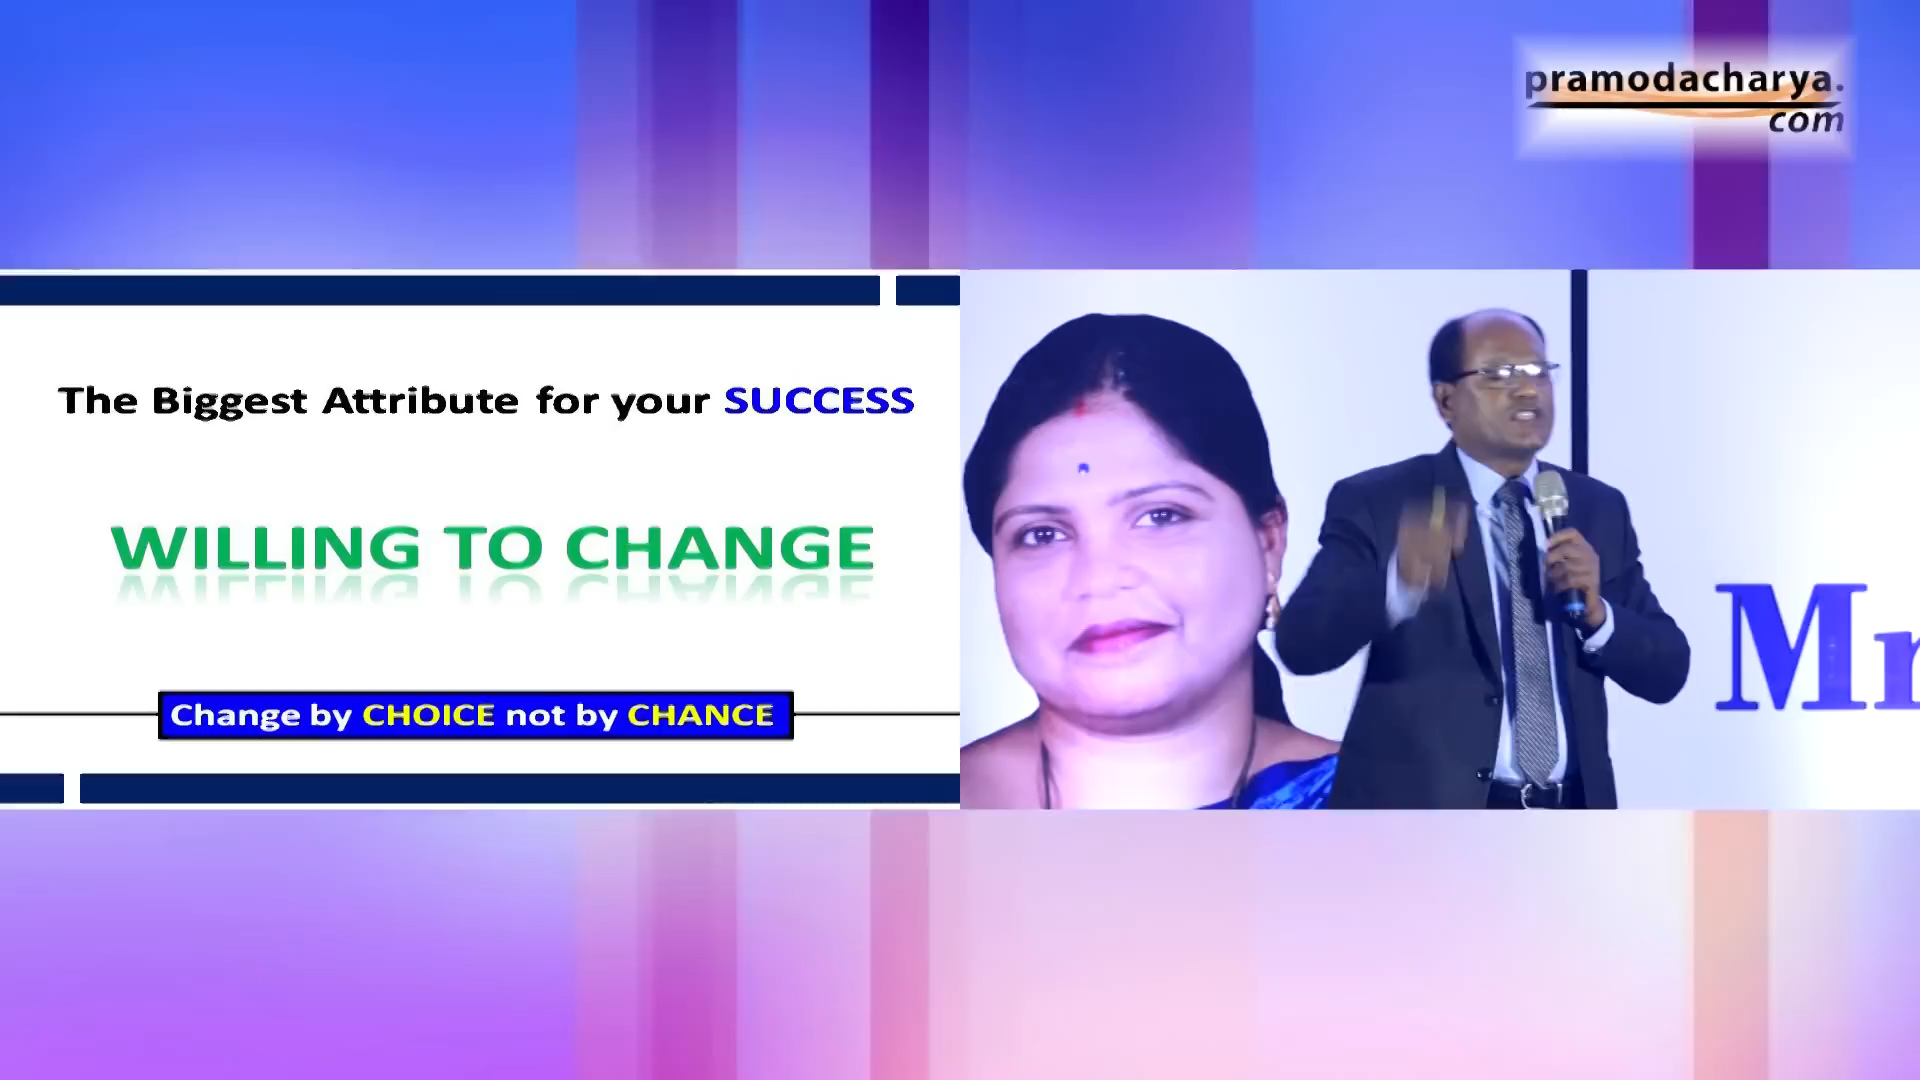 pramodacharya.
com
The Biggest Attribute for your SUCCESS
WILLING TO CHANGE
Change by CHOICE not by CHANCE